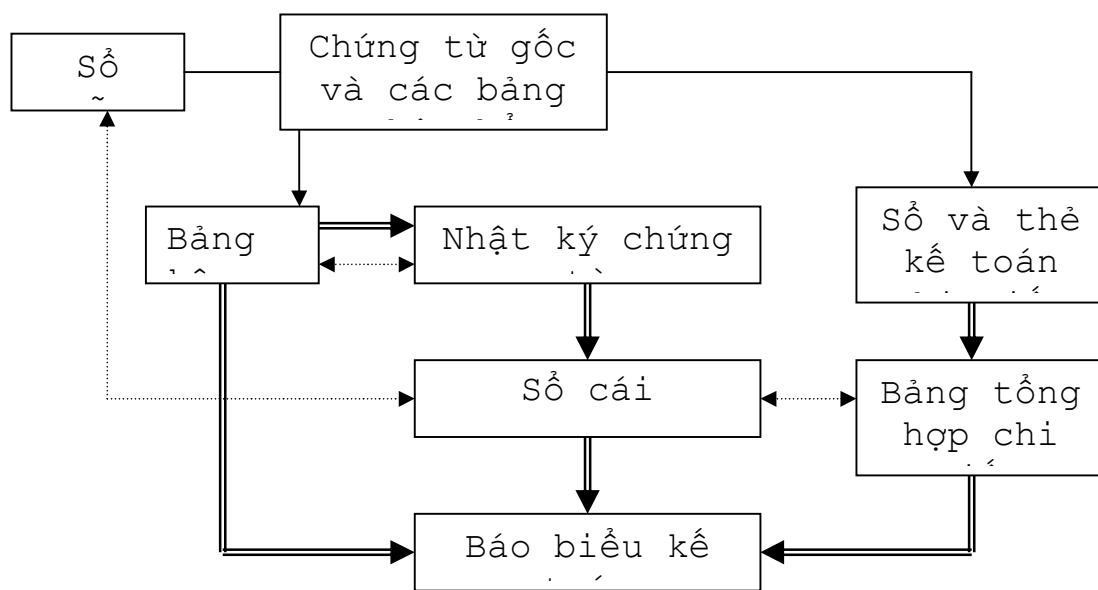 Sổ
Chứng từ gốc
và các bảng
Bảng
Nhật ký chứng
Sổ và thẻ
kế toán
Sổ cái
Bảng tổng
hợp chi
Báo biểu kế